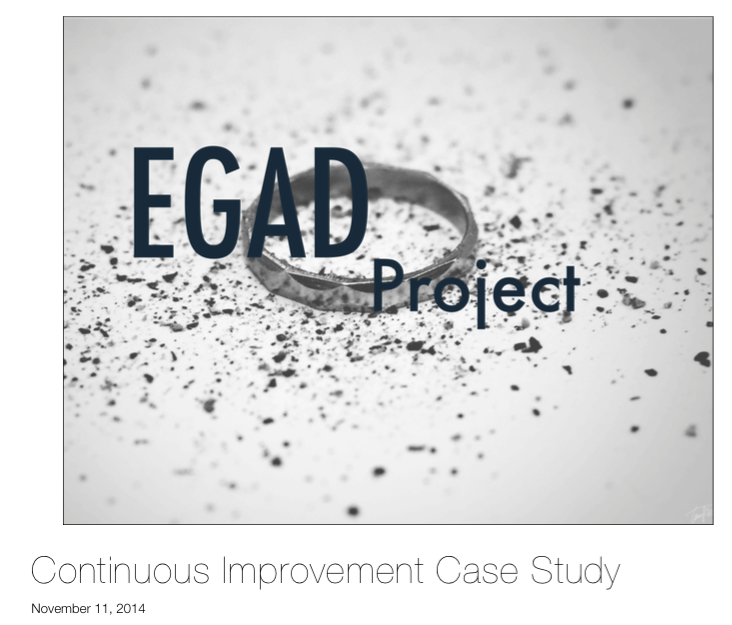 EGAD
Project
Continuous Improvement Case Study
November 11, 2014